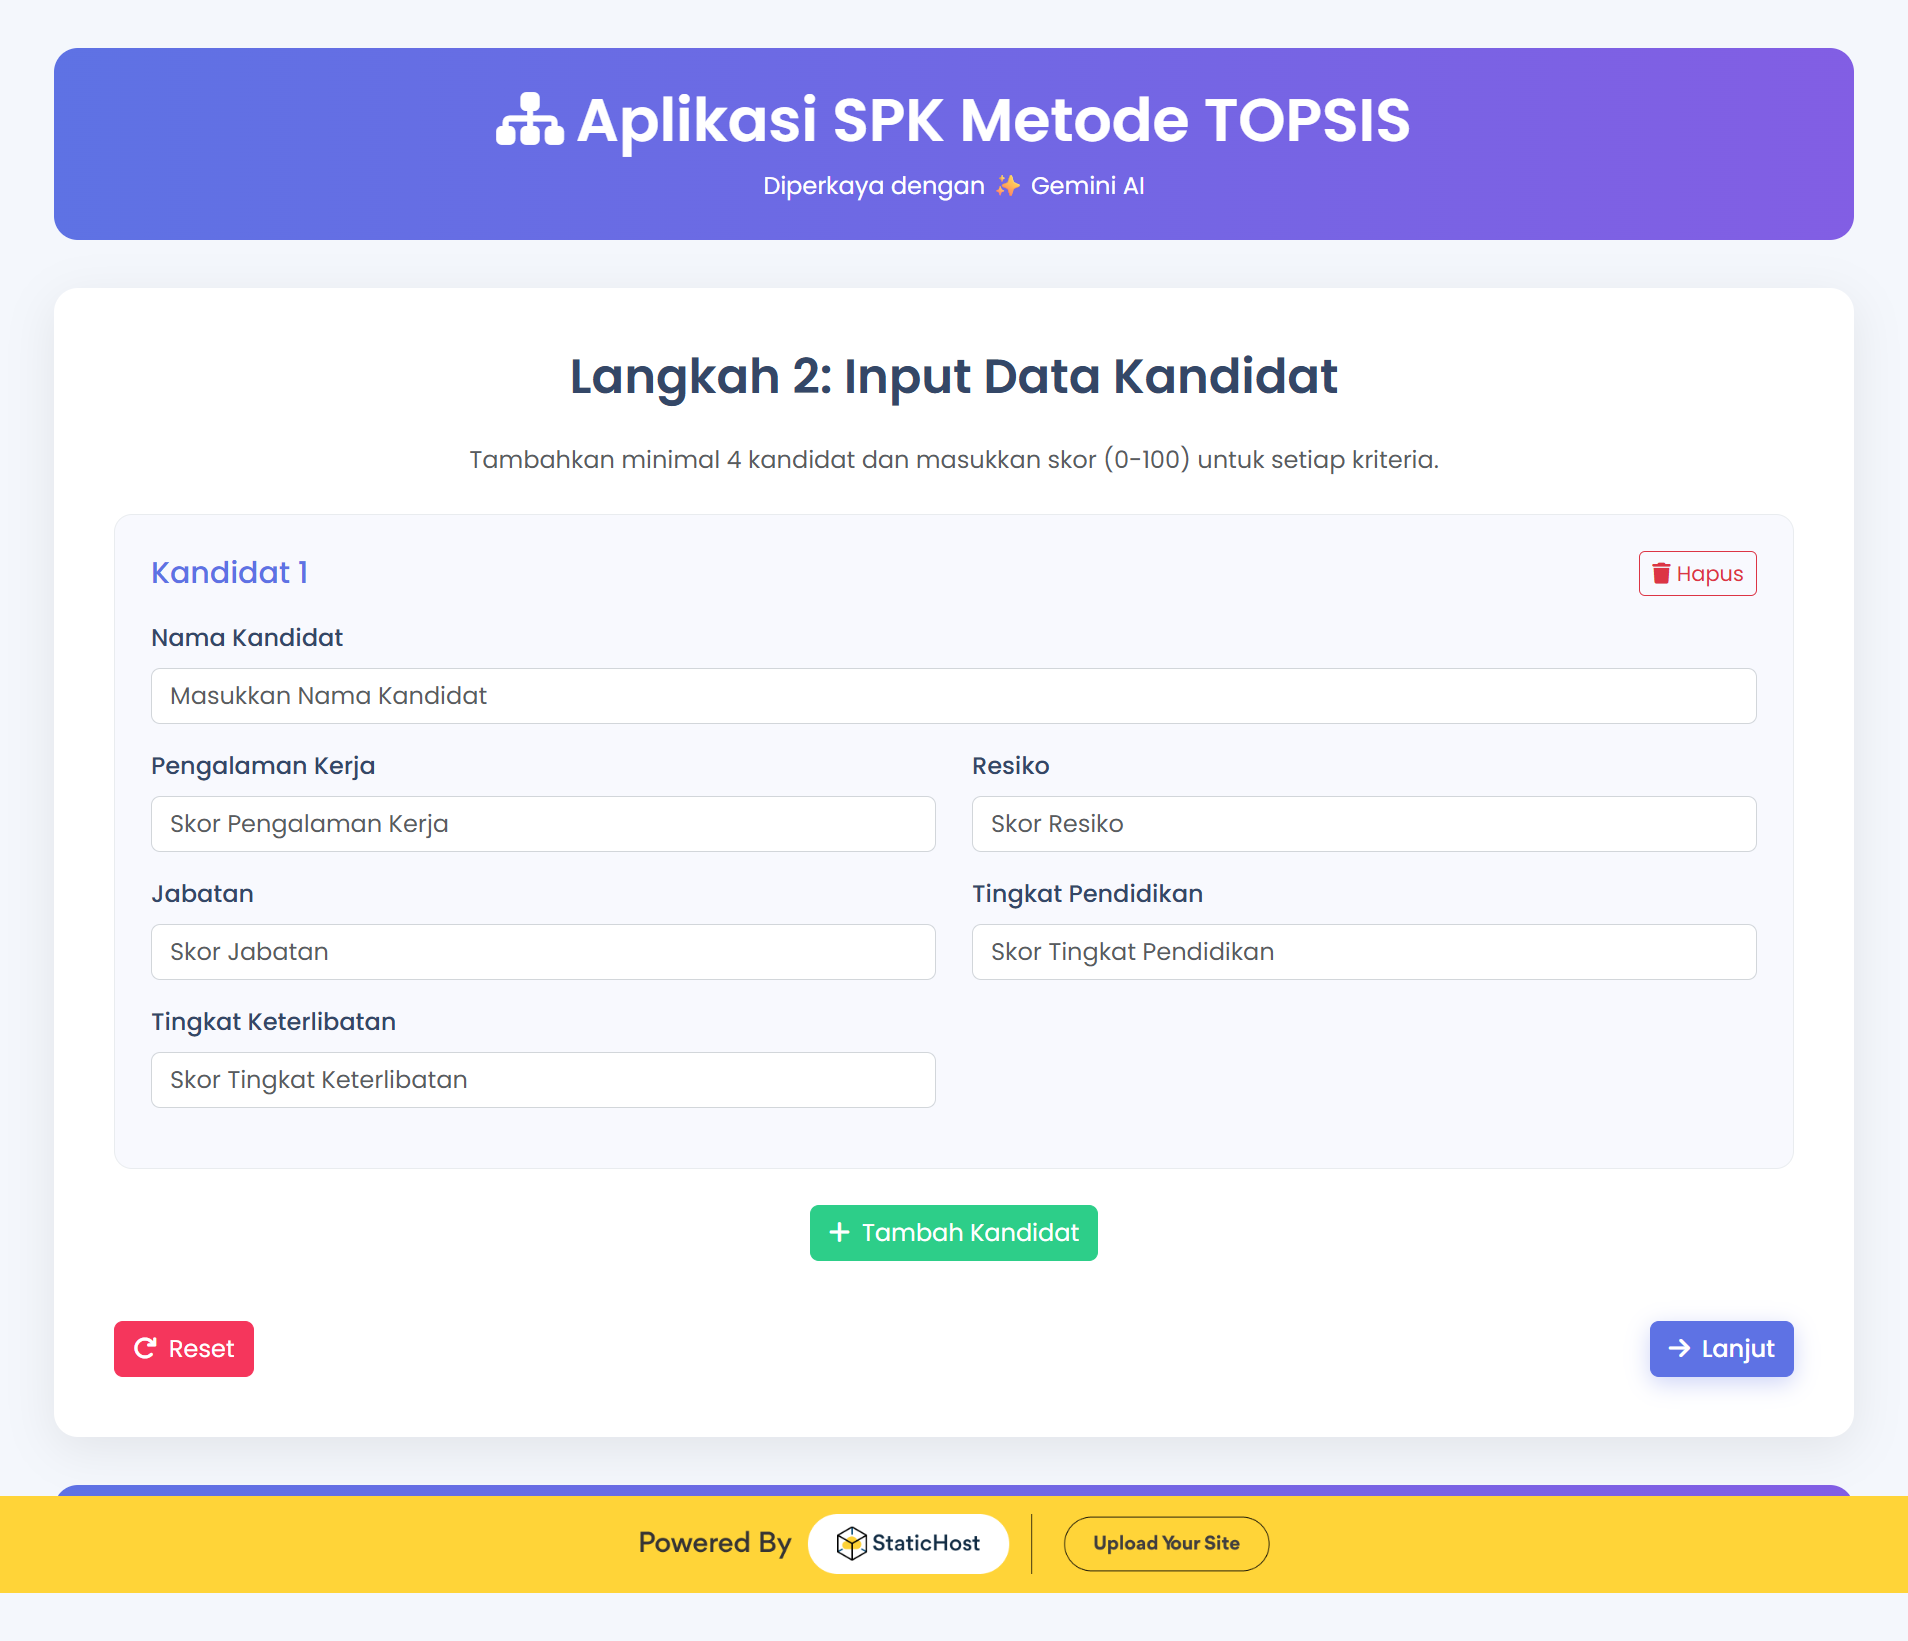 Aplikasi SPK Metode TOPSIS
Diperkaya dengan ✨ Gemini AI
Langkah 2: Input Data Kandidat
Tambahkan minimal 4 kandidat dan masukkan skor (0-100) untuk setiap kriteria.
Kandidat 1
Hapus
Nama Kandidat
Masukkan Nama Kandidat
Pengalaman Kerja
Resiko
Skor Pengalaman Kerja
Skor Resiko
Jabatan
Tingkat Pendidikan
Skor Jabatan
Skor Tingkat Pendidikan
Tingkat Keterlibatan
Skor Tingkat Keterlibatan
Tambah Kandidat
Reset
Lanjut
Powered By
StaticHost
Upload Your Site